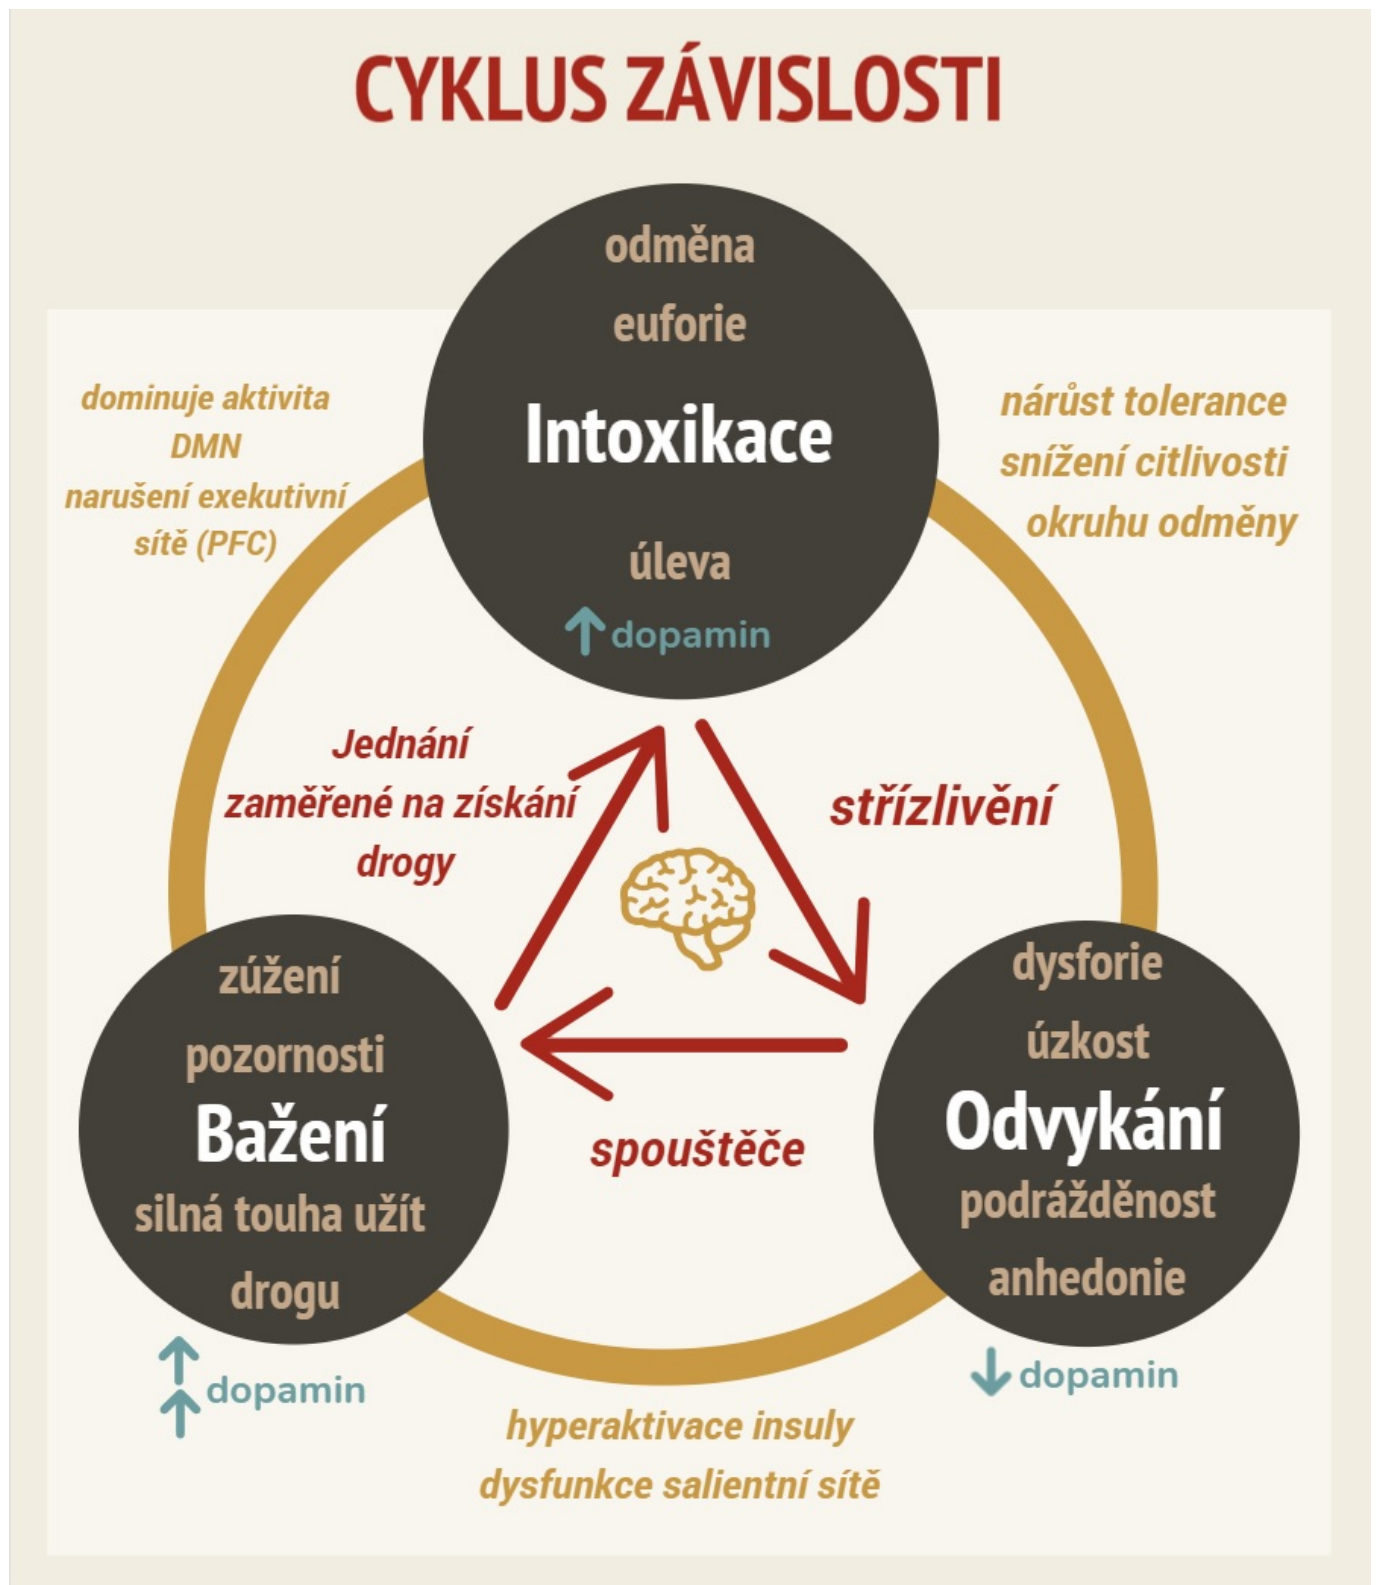 CYKLUS ZÁVISLOSTI
odměna
euforie
Intoxikace
úleva
dopamin
dominuje aktivita
DMN
narušení exekutivní
sítě (PFC)
nárůst tolerance
snížení citlivosti
okruhu odměny
Jednání
zaměřené na získání
drogy
střízlivění
spouštěče
zúžení
pozornosti
Bažení
silná touha užít
drogu
dopamin
dysforie
úzkost
Odvykání
podrážděnost
anhedonie
dopamin
hyperaktivace insuly
dysfunkce salientní sítě